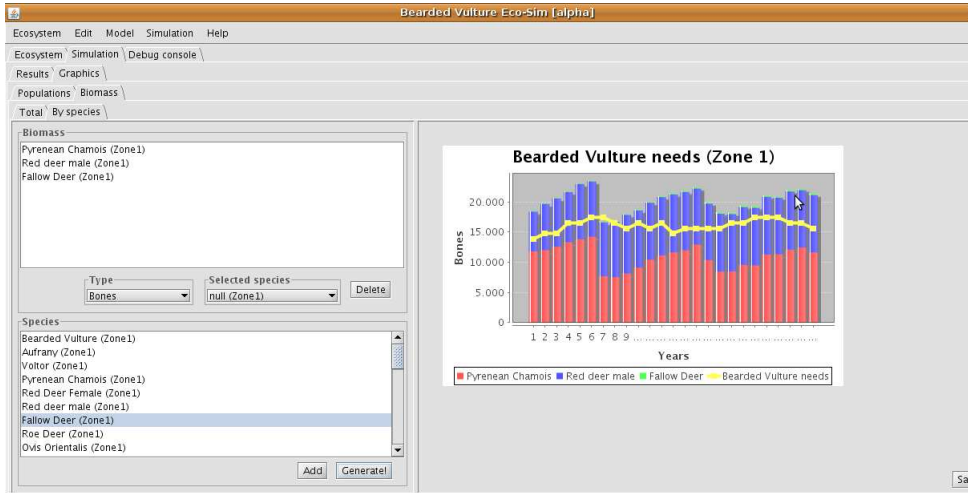 Bearded Vulture Eco-Sim [alpha]
Ecosystem Edit Model Simulation Help
Ecosystem Simulation Debug console
Results Graphics
Populations Biomass
Total By species
Biomass
Pyrenean Chamois (Zone1)
Red deer male (Zone1)
Fallow Deer (Zone1)
Type
Bones
Selected species
null (Zone1)
Delete
Species
Bearded Vulture (Zone1)
Aufrany (Zone1)
Voltor (Zone1)
Pyrenean Chamois (Zone1)
Red Deer Female (Zone1)
Red deer male (Zone1)
Fallow Deer (Zone1)
Roe Deer (Zone1)
Ovis Orientalis (Zone1)
Add Generate!
Bearded Vulture needs (Zone 1)
20.000
15.000
10.000
5.000
0
Bones
1 2 3 4 5 6 7 8 9 ... ... ... ... ... ... ... ... ... ... ... ... ... ... ... ...
Years
Pyrenean Chamois Red deer male Fallow Deer Bearded Vulture needs